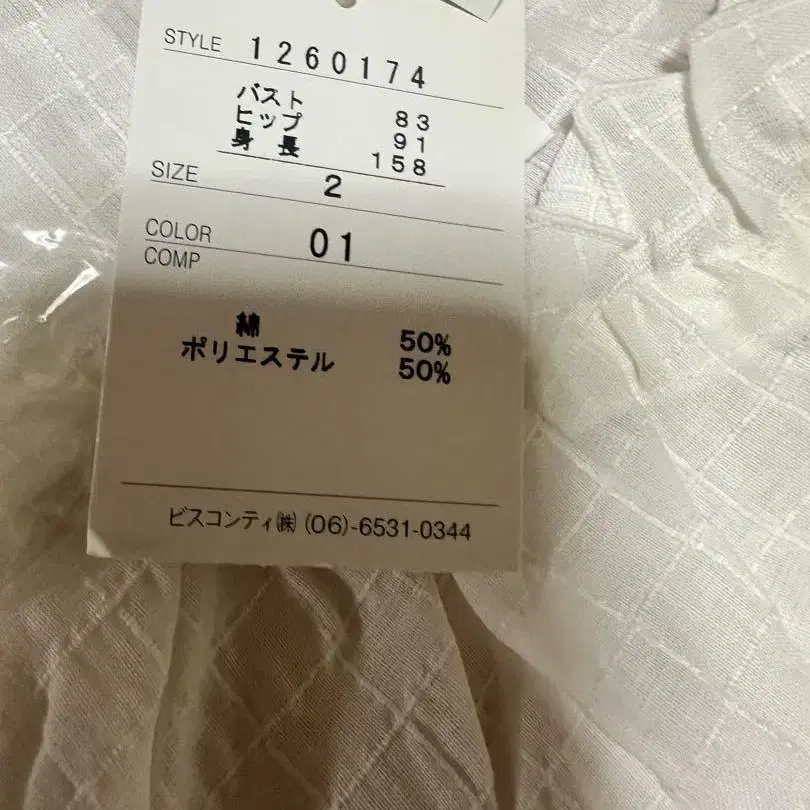 STYLE 1260174
バスト 83
ヒップ 91
身長 158
SIZE 2
COLOR 01
COMP
綿 50%
ポリエステル 50%
ビスコンティ㈱ (06)-6531-0344